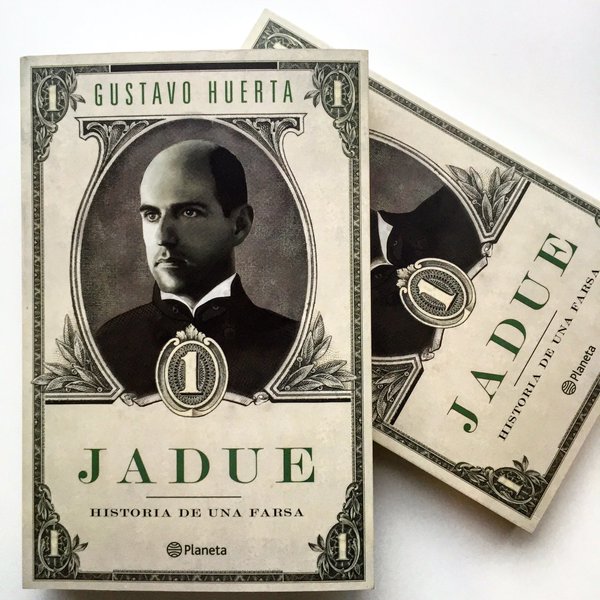 1 GUSTAVO HUERTA 1
1
JADUE
HISTORIA DE UNA FARSA
Planeta
1 1
1
1
JADUE
HISTORIA DE UNA FARSA
Planeta
1